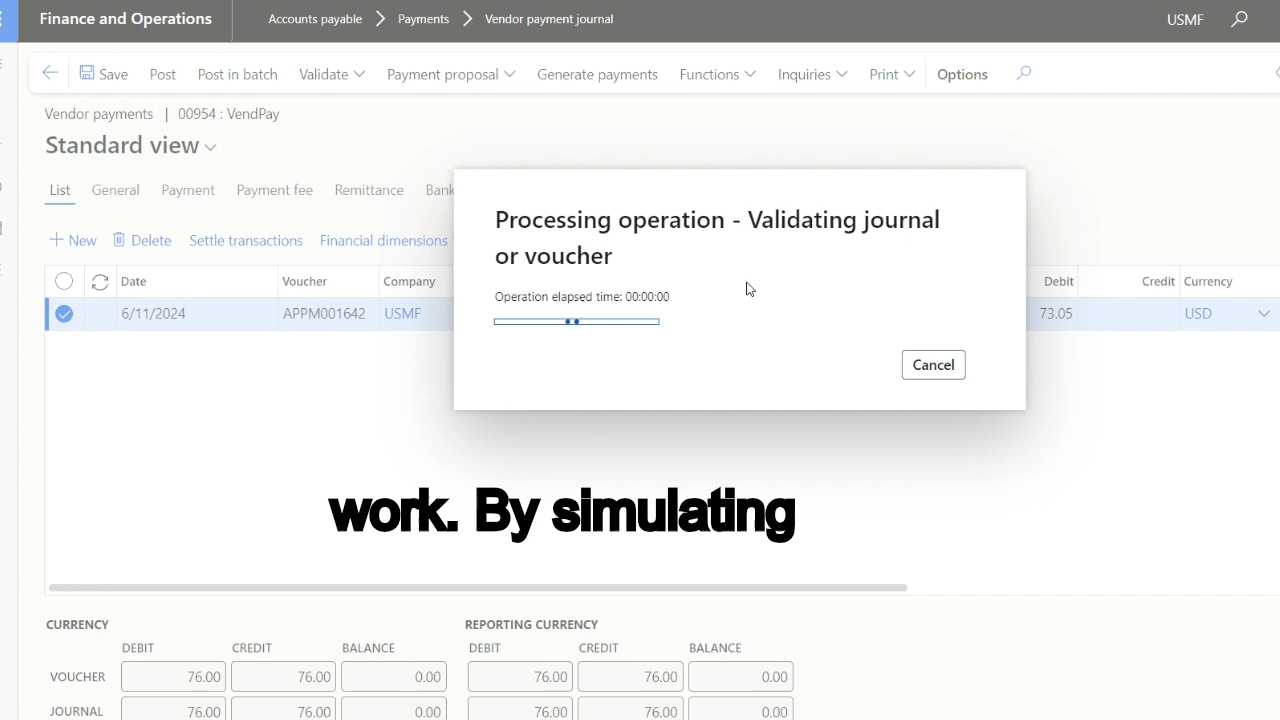 Finance and Operations
Accounts payable > Payments > Vendor payment journal
USMF
Save Post Post in batch Validate Payment proposal Generate payments Functions Inquiries Print Options
Vendor payments | 00954 : VendPay
Standard view
List General Payment Payment fee Remittance Bank
+ New Delete Settle transactions Financial dimensions
Date Voucher Company Debit Credit Currency
6/11/2024 APPM001642 USMF 73.05 USD
Processing operation - Validating journal
or voucher
Operation elapsed time: 00:00:00
Cancel
work. By simulating
CURRENCY REPORTING CURRENCY
DEBIT CREDIT BALANCE DEBIT CREDIT BALANCE
VOUCHER 76.00 76.00 0.00 76.00 76.00 0.00
JOURNAL 76.00 76.00 0.00 76.00 76.00 0.00